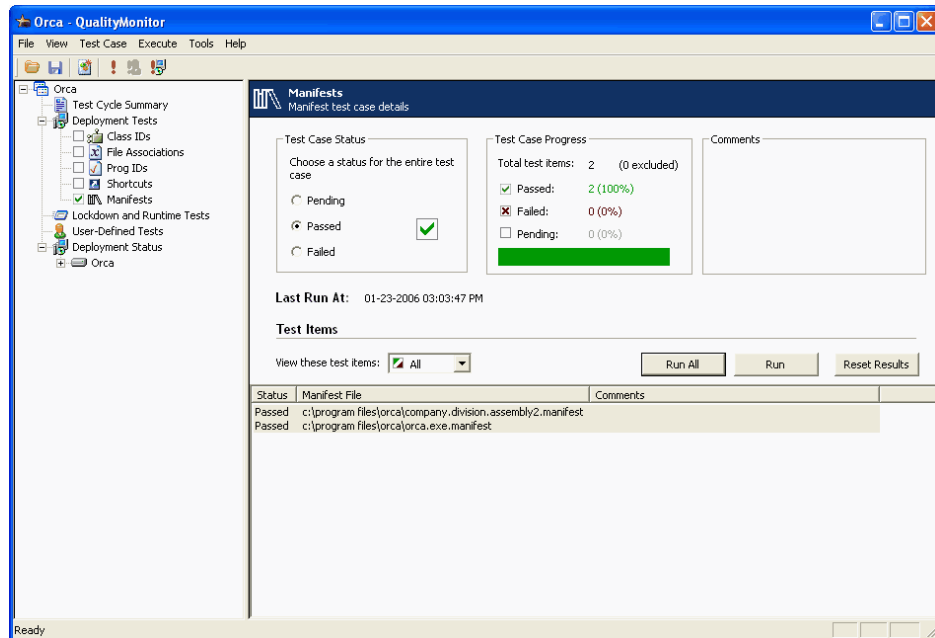 Orca - QualityMonitor
File View Test Case Execute Tools Help
Orca
Test Cycle Summary
Deployment Tests
Class IDs
File Associations
Prog IDs
Shortcuts
Manifests
Lockdown and Runtime Tests
User-Defined Tests
Deployment Status
Orca
Manifests
Manifest test case details
Test Case Status
Choose a status for the entire test
case
Pending
Passed
Failed
Test Case Progress
Total test items: 2 (0 excluded)
Passed: 2 (100%)
Failed: 0 (0%)
Pending: 0 (0%)
Comments
Last Run At: 01-23-2006 03:03:47 PM
Test Items
View these test items: All Run All Run Reset Results
Status Manifest File Comments
Passed c:\program files\orca\company.division.assembly2.manifest
Passed c:\program files\orca\orca.exe.manifest
Ready